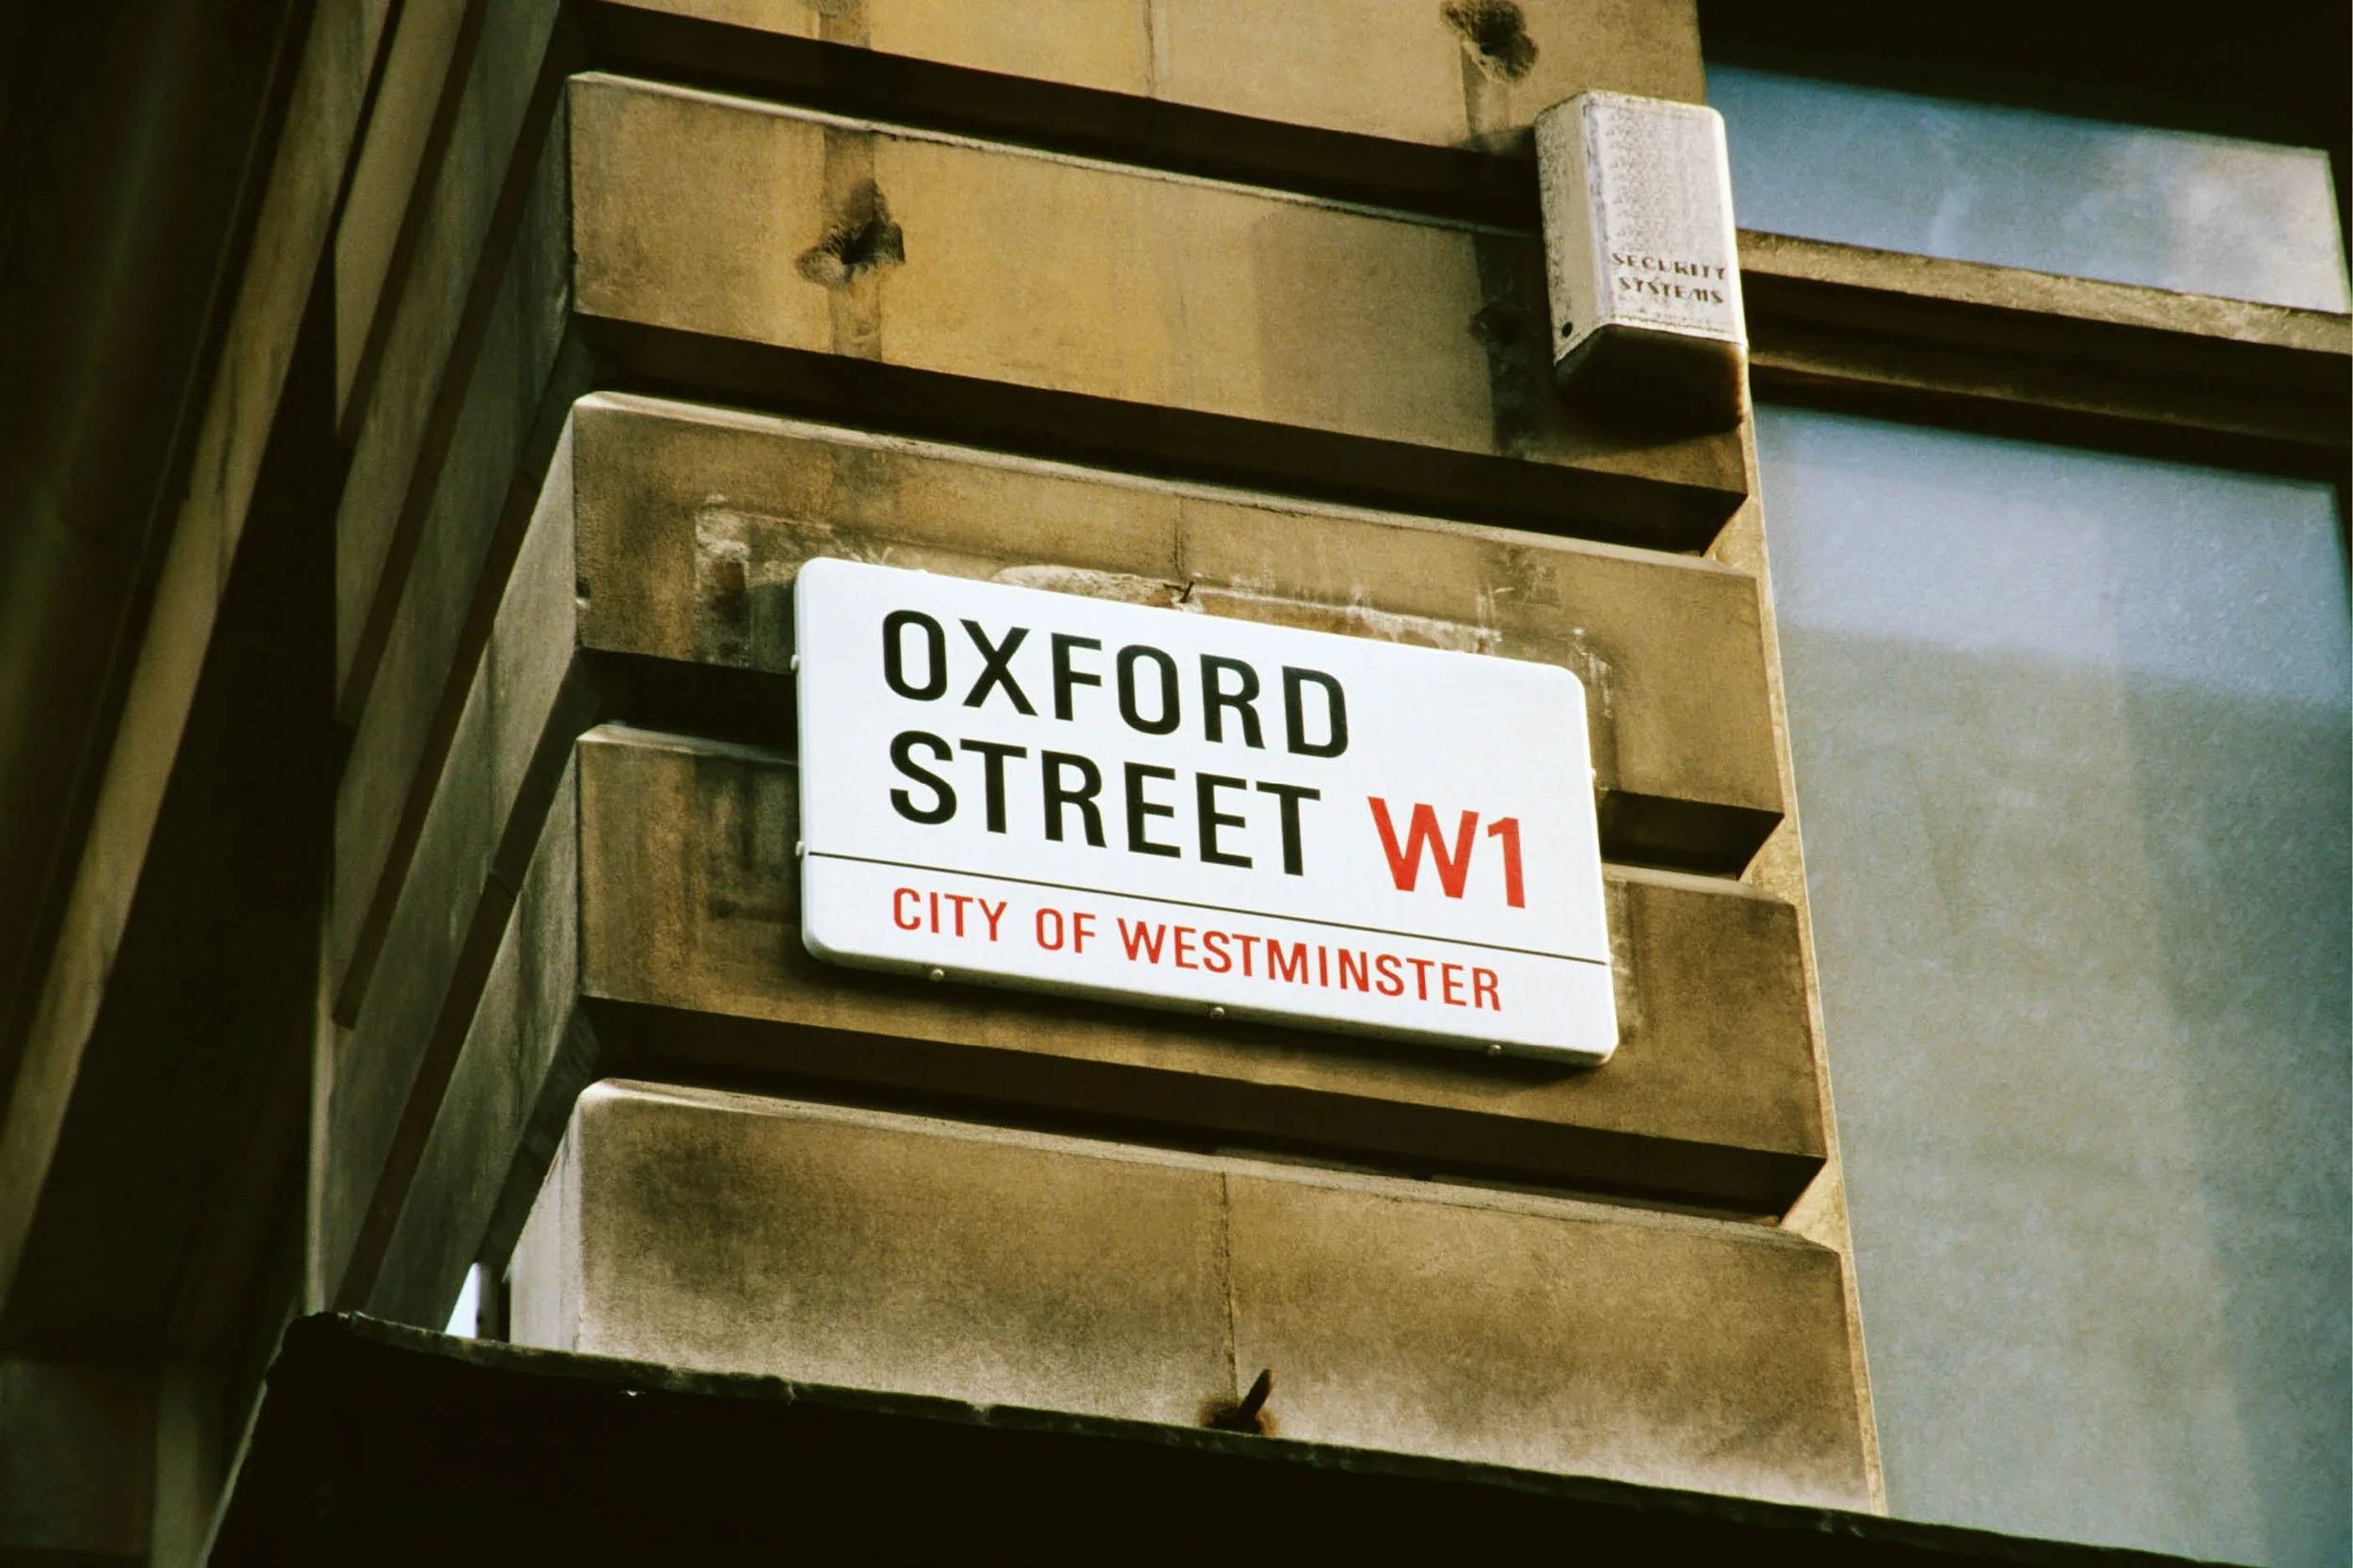 SECURITY
SYSTEMS
OXFORD
STREET W1
CITY OF WESTMINSTER